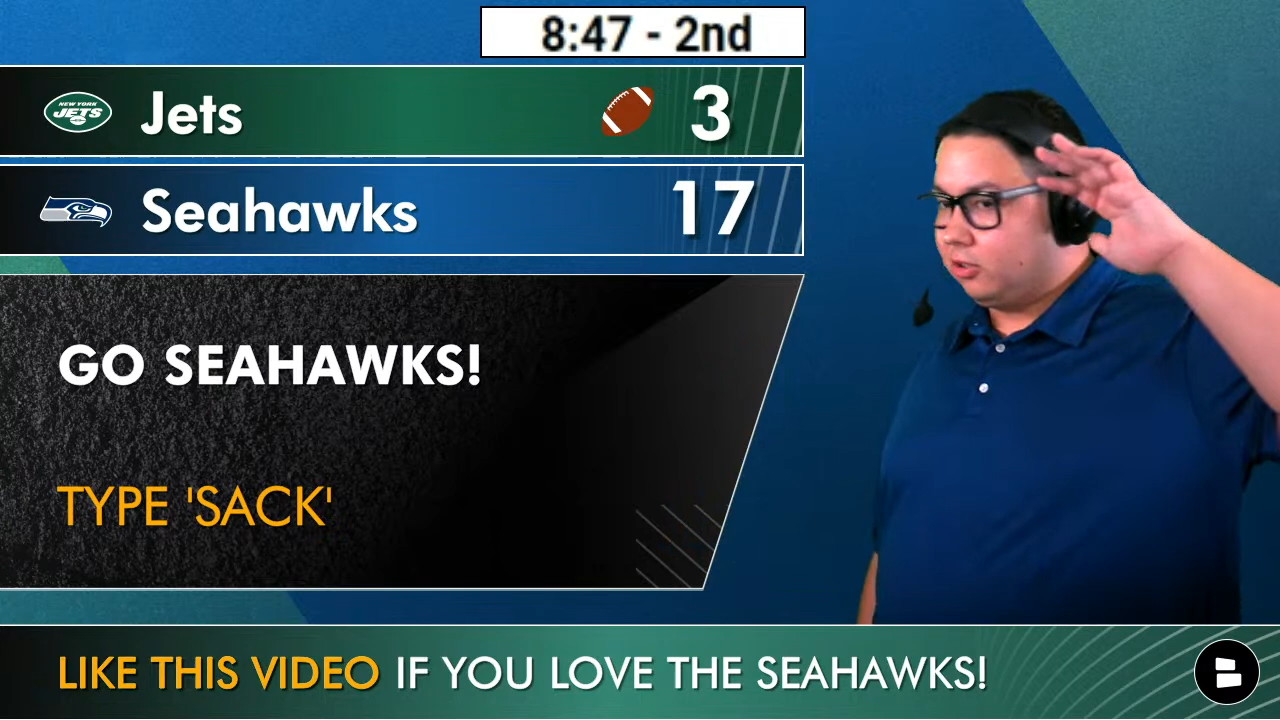 8:47 - 2nd
NEW YORK
JETS
Jets 3
Seahawks 17
GO SEAHAWKS!
TYPE 'SACK'
LIKE THIS VIDEO IF YOU LOVE THE SEAHAWKS!